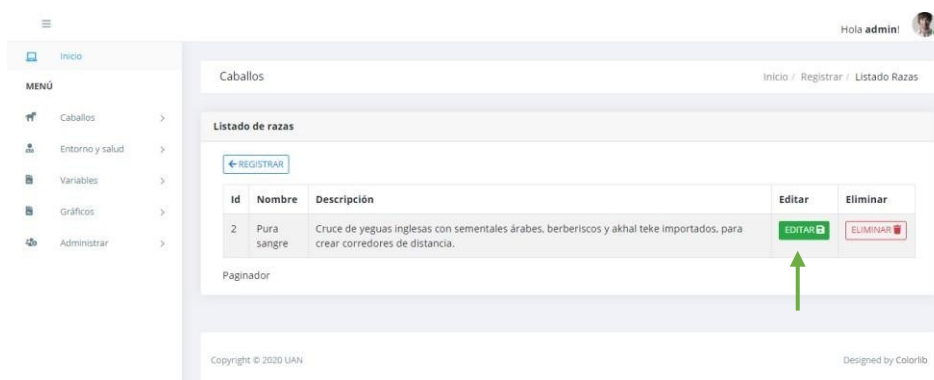 Hola admin!
Inicio
MENÚ
Caballos
Entorno y salud
Variables
Gráficos
Administrar
Caballos
Inicio / Registrar / Listado Razas
Listado de razas
REGISTRAR
Id Nombre Descripción Editar Eliminar
2 Pura sangre Cruce de yeguas inglesas con sementales árabes, berberiscos y akhal teke importados, para crear corredores de distancia. EDITAR ELIMINAR
Paginador
Copyright © 2020 UAN
Designed by Colorlib